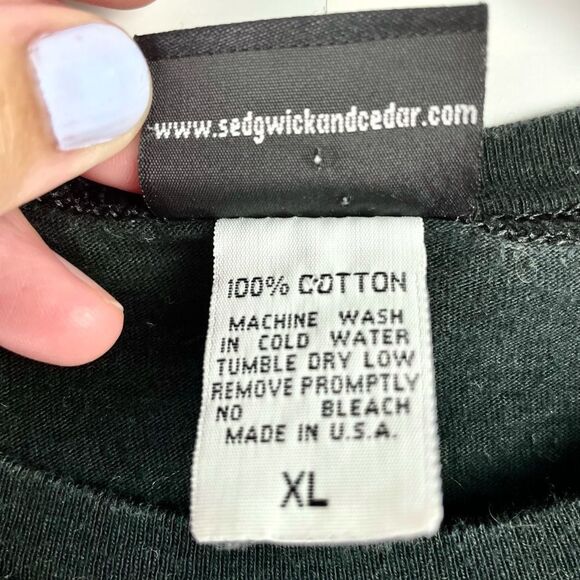 www.sedgwickandcedar.com
100% COTTON
MACHINE WASH
IN COLD WATER
TUMBLE DRY LOW
REMOVE PROMPTLY
NO BLEACH
MADE IN U.S.A.
XL